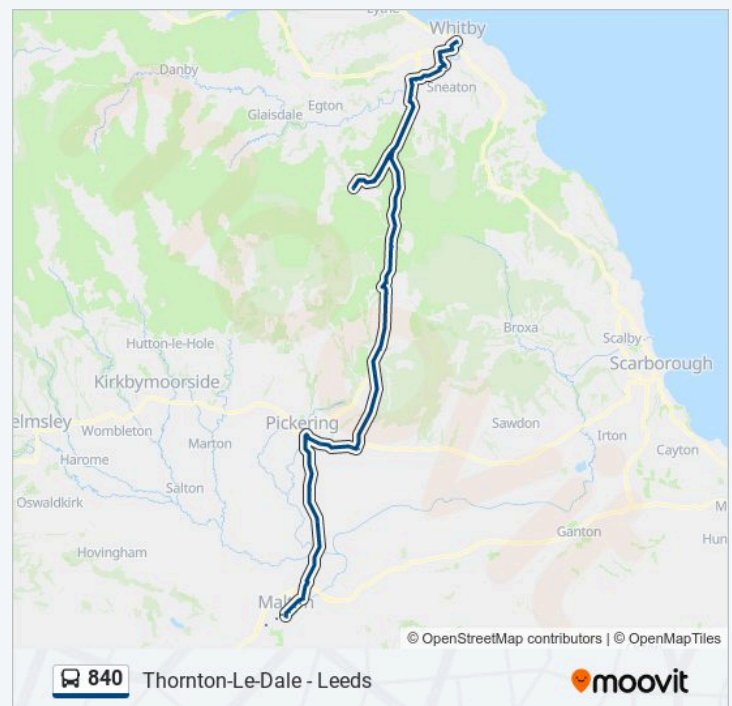 Lythe
Whitby
Danby
Sneaton
Egton
Glaisdale
Broxa
Hutton-le-Hole
Scalby
Scarborough
Kirkbymoorside
elmsley
Pickering
Sawdon
Wombleton
Irton
Marton
Harome
Cayton
Salton
Oswaldkirk
M
Ganton
Hun
Hovingham
Malton
© OpenStreetMap contributors | © OpenMapTiles
840 Thornton-Le-Dale - Leeds
moovit